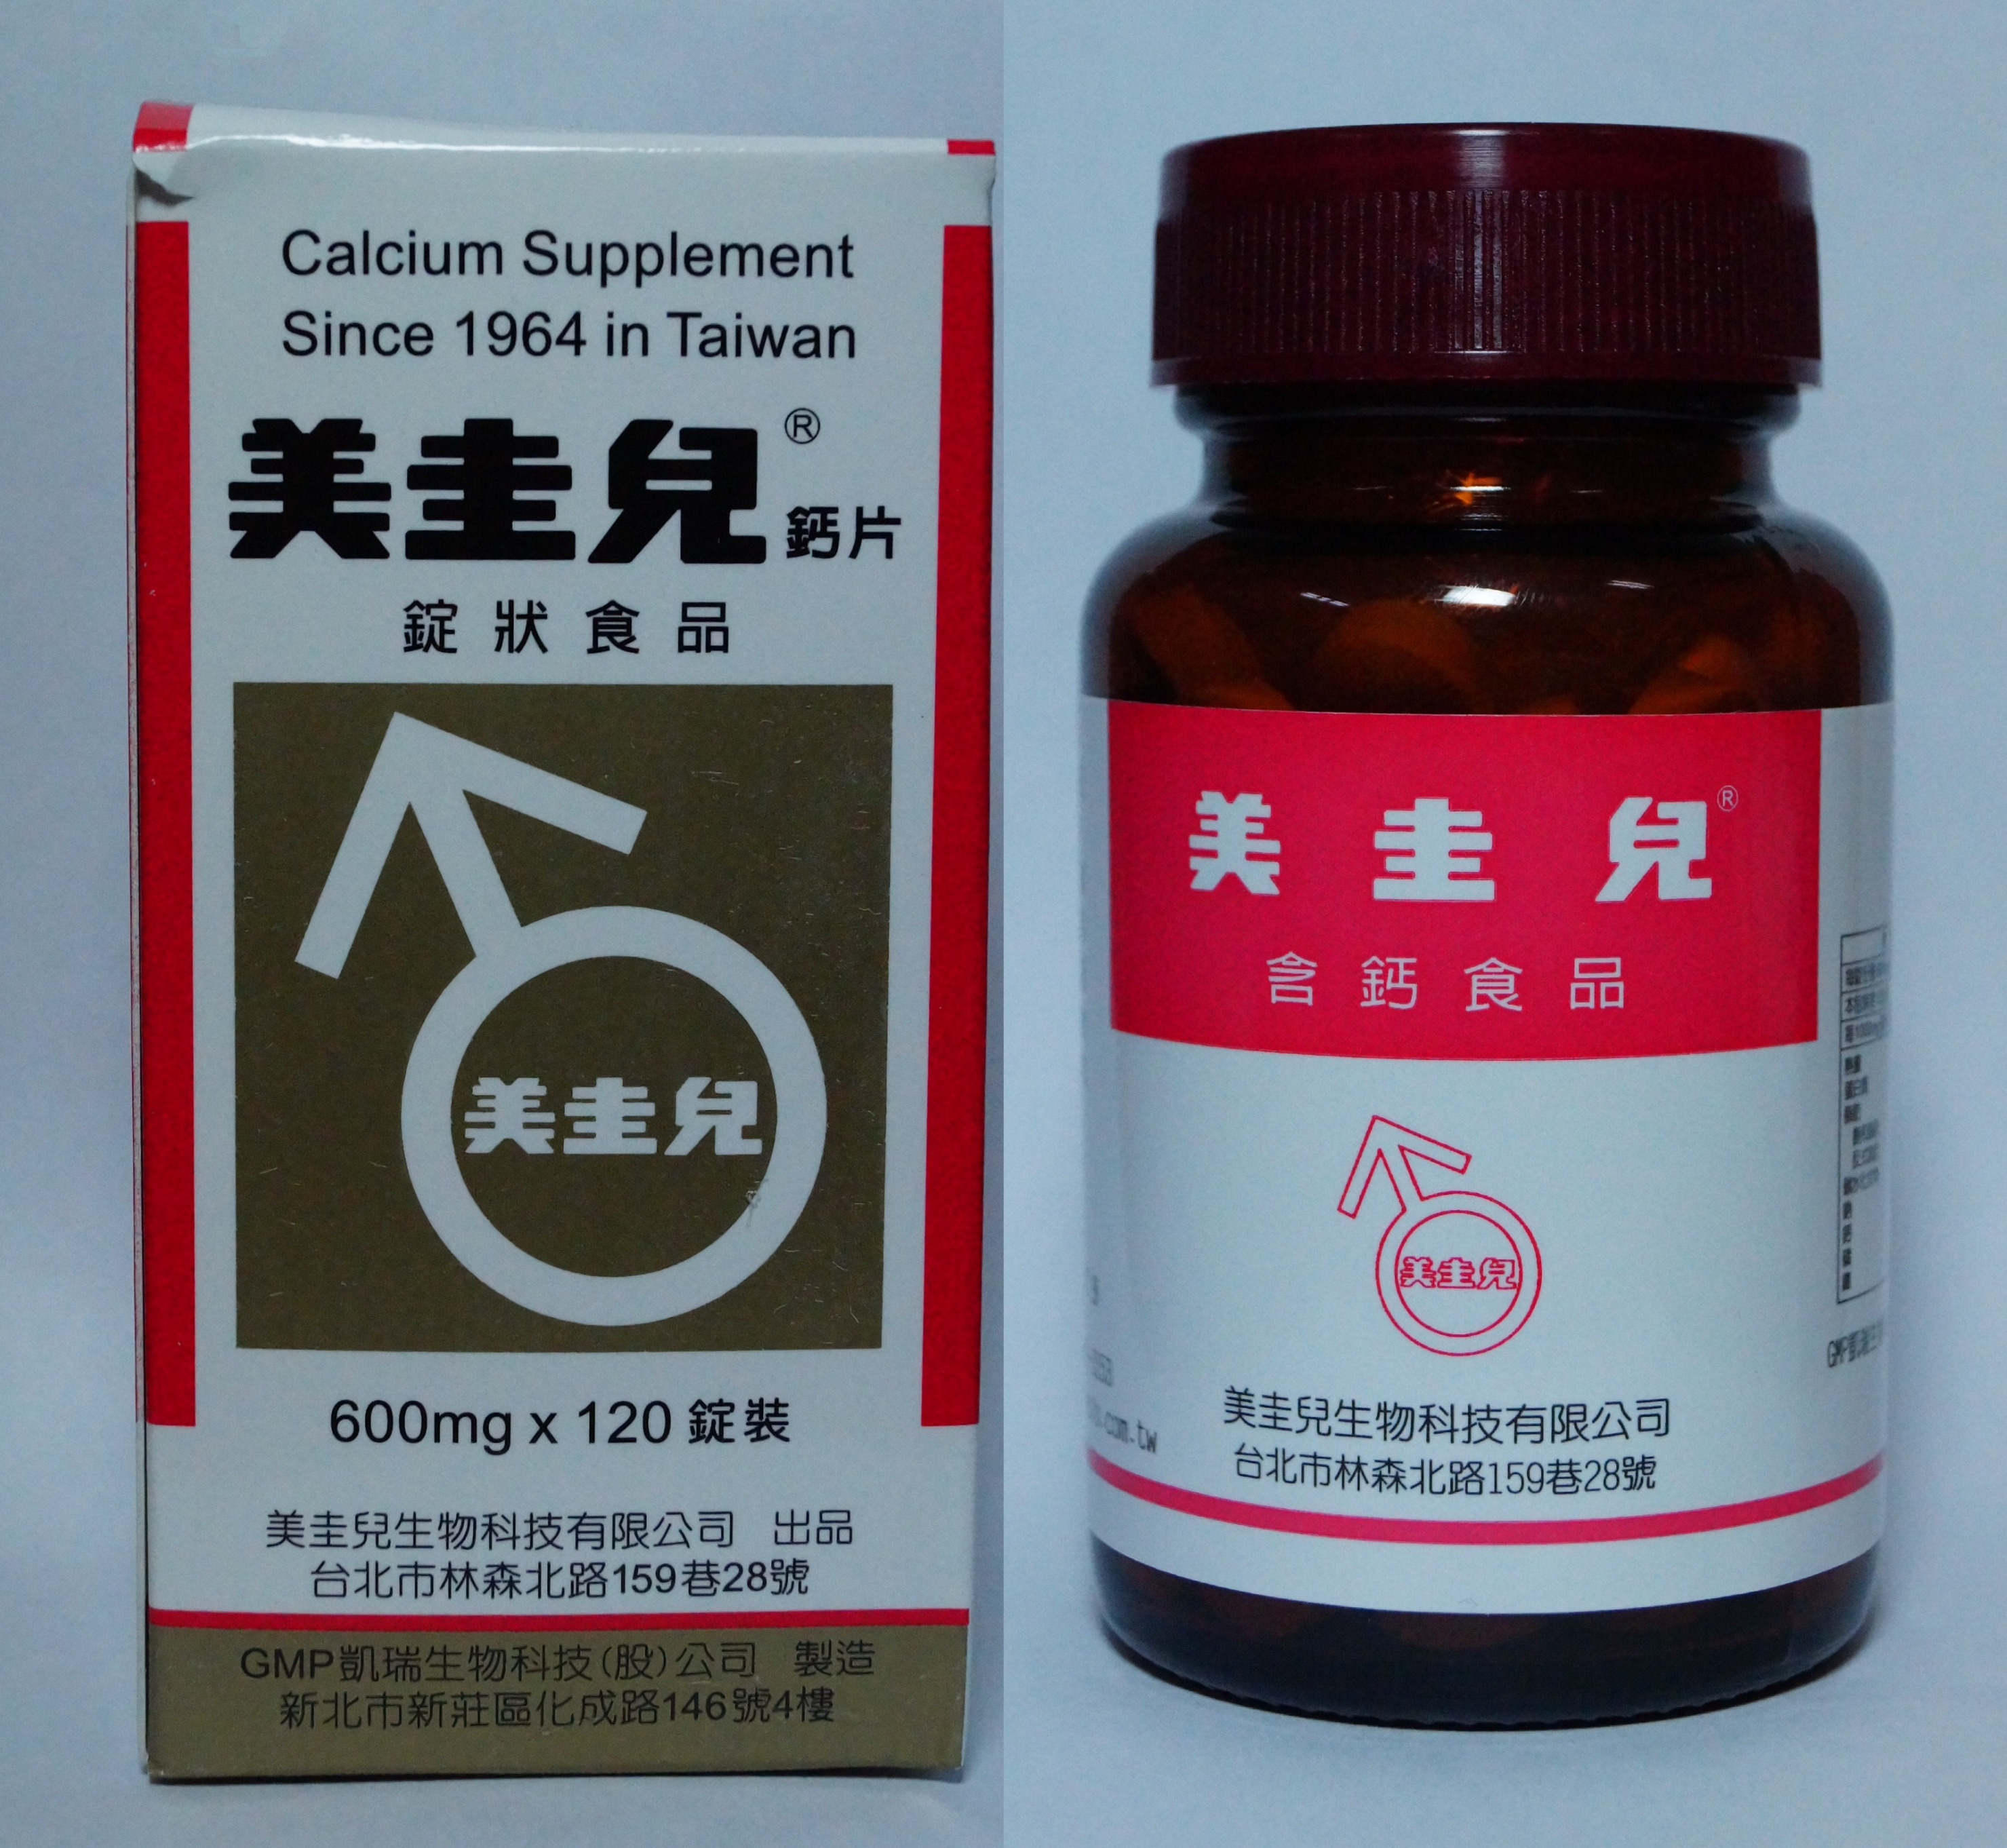 Calcium Supplement
Since 1964 in Taiwan
美圭兒® 鈣片
錠狀食品
美圭兒
600mg x 120 錠裝
美圭兒生物科技有限公司 出品
台北市林森北路159巷28號
GMP凱瑞生物科技(股)公司 製造
新北市新莊區化成路146號4樓
美圭兒®
含鈣食品
美圭兒
美圭兒生物科技有限公司
台北市林森北路159巷28號
.com.tw